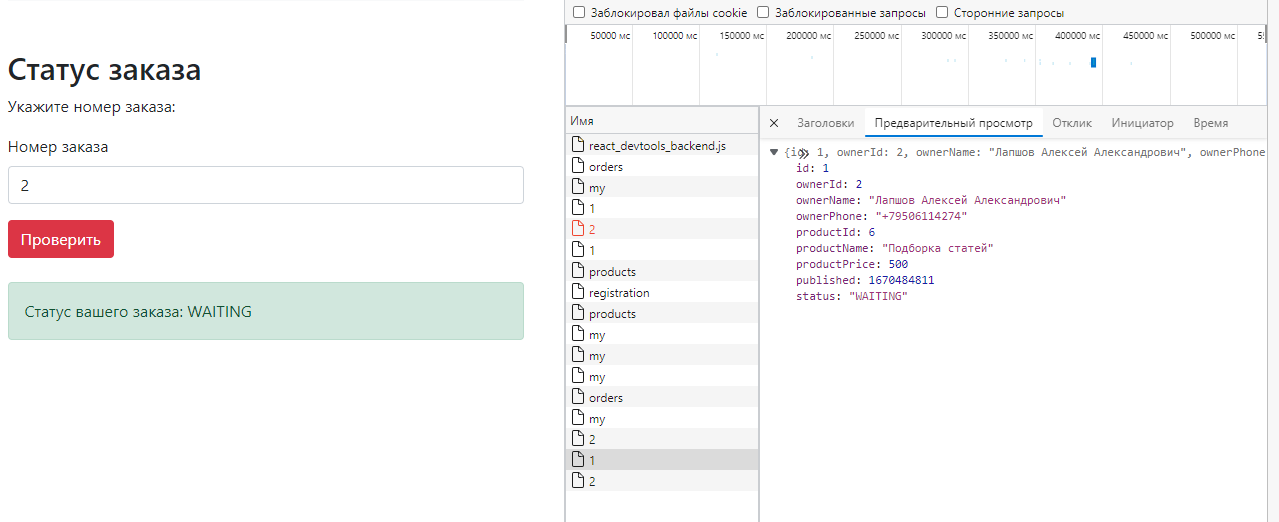 Статус заказа
Укажите номер заказа:
Номер заказа
2
Проверить
Статус вашего заказа: WAITING
Заблокировал файлы cookie Заблокированные запросы Сторонние запросы
50000 мс 100000 мс 150000 мс 200000 мс 250000 мс 300000 мс 350000 мс 400000 мс 450000 мс 500000 мс
Имя
react_devtools_backend.js
orders
my
1
2
1
products
registration
products
my
my
my
orders
my
2
1
2
Заголовки Предварительный просмотр Отклик Инициатор Время
{id: 1, ownerId: 2, ownerName: "Лапшов Алексей Александрович", ownerPhone
id: 1
ownerId: 2
ownerName: "Лапшов Алексей Александрович"
ownerPhone: "+79506114274"
productId: 6
productName: "Подборка статей"
productPrice: 500
published: 1670484811
status: "WAITING"